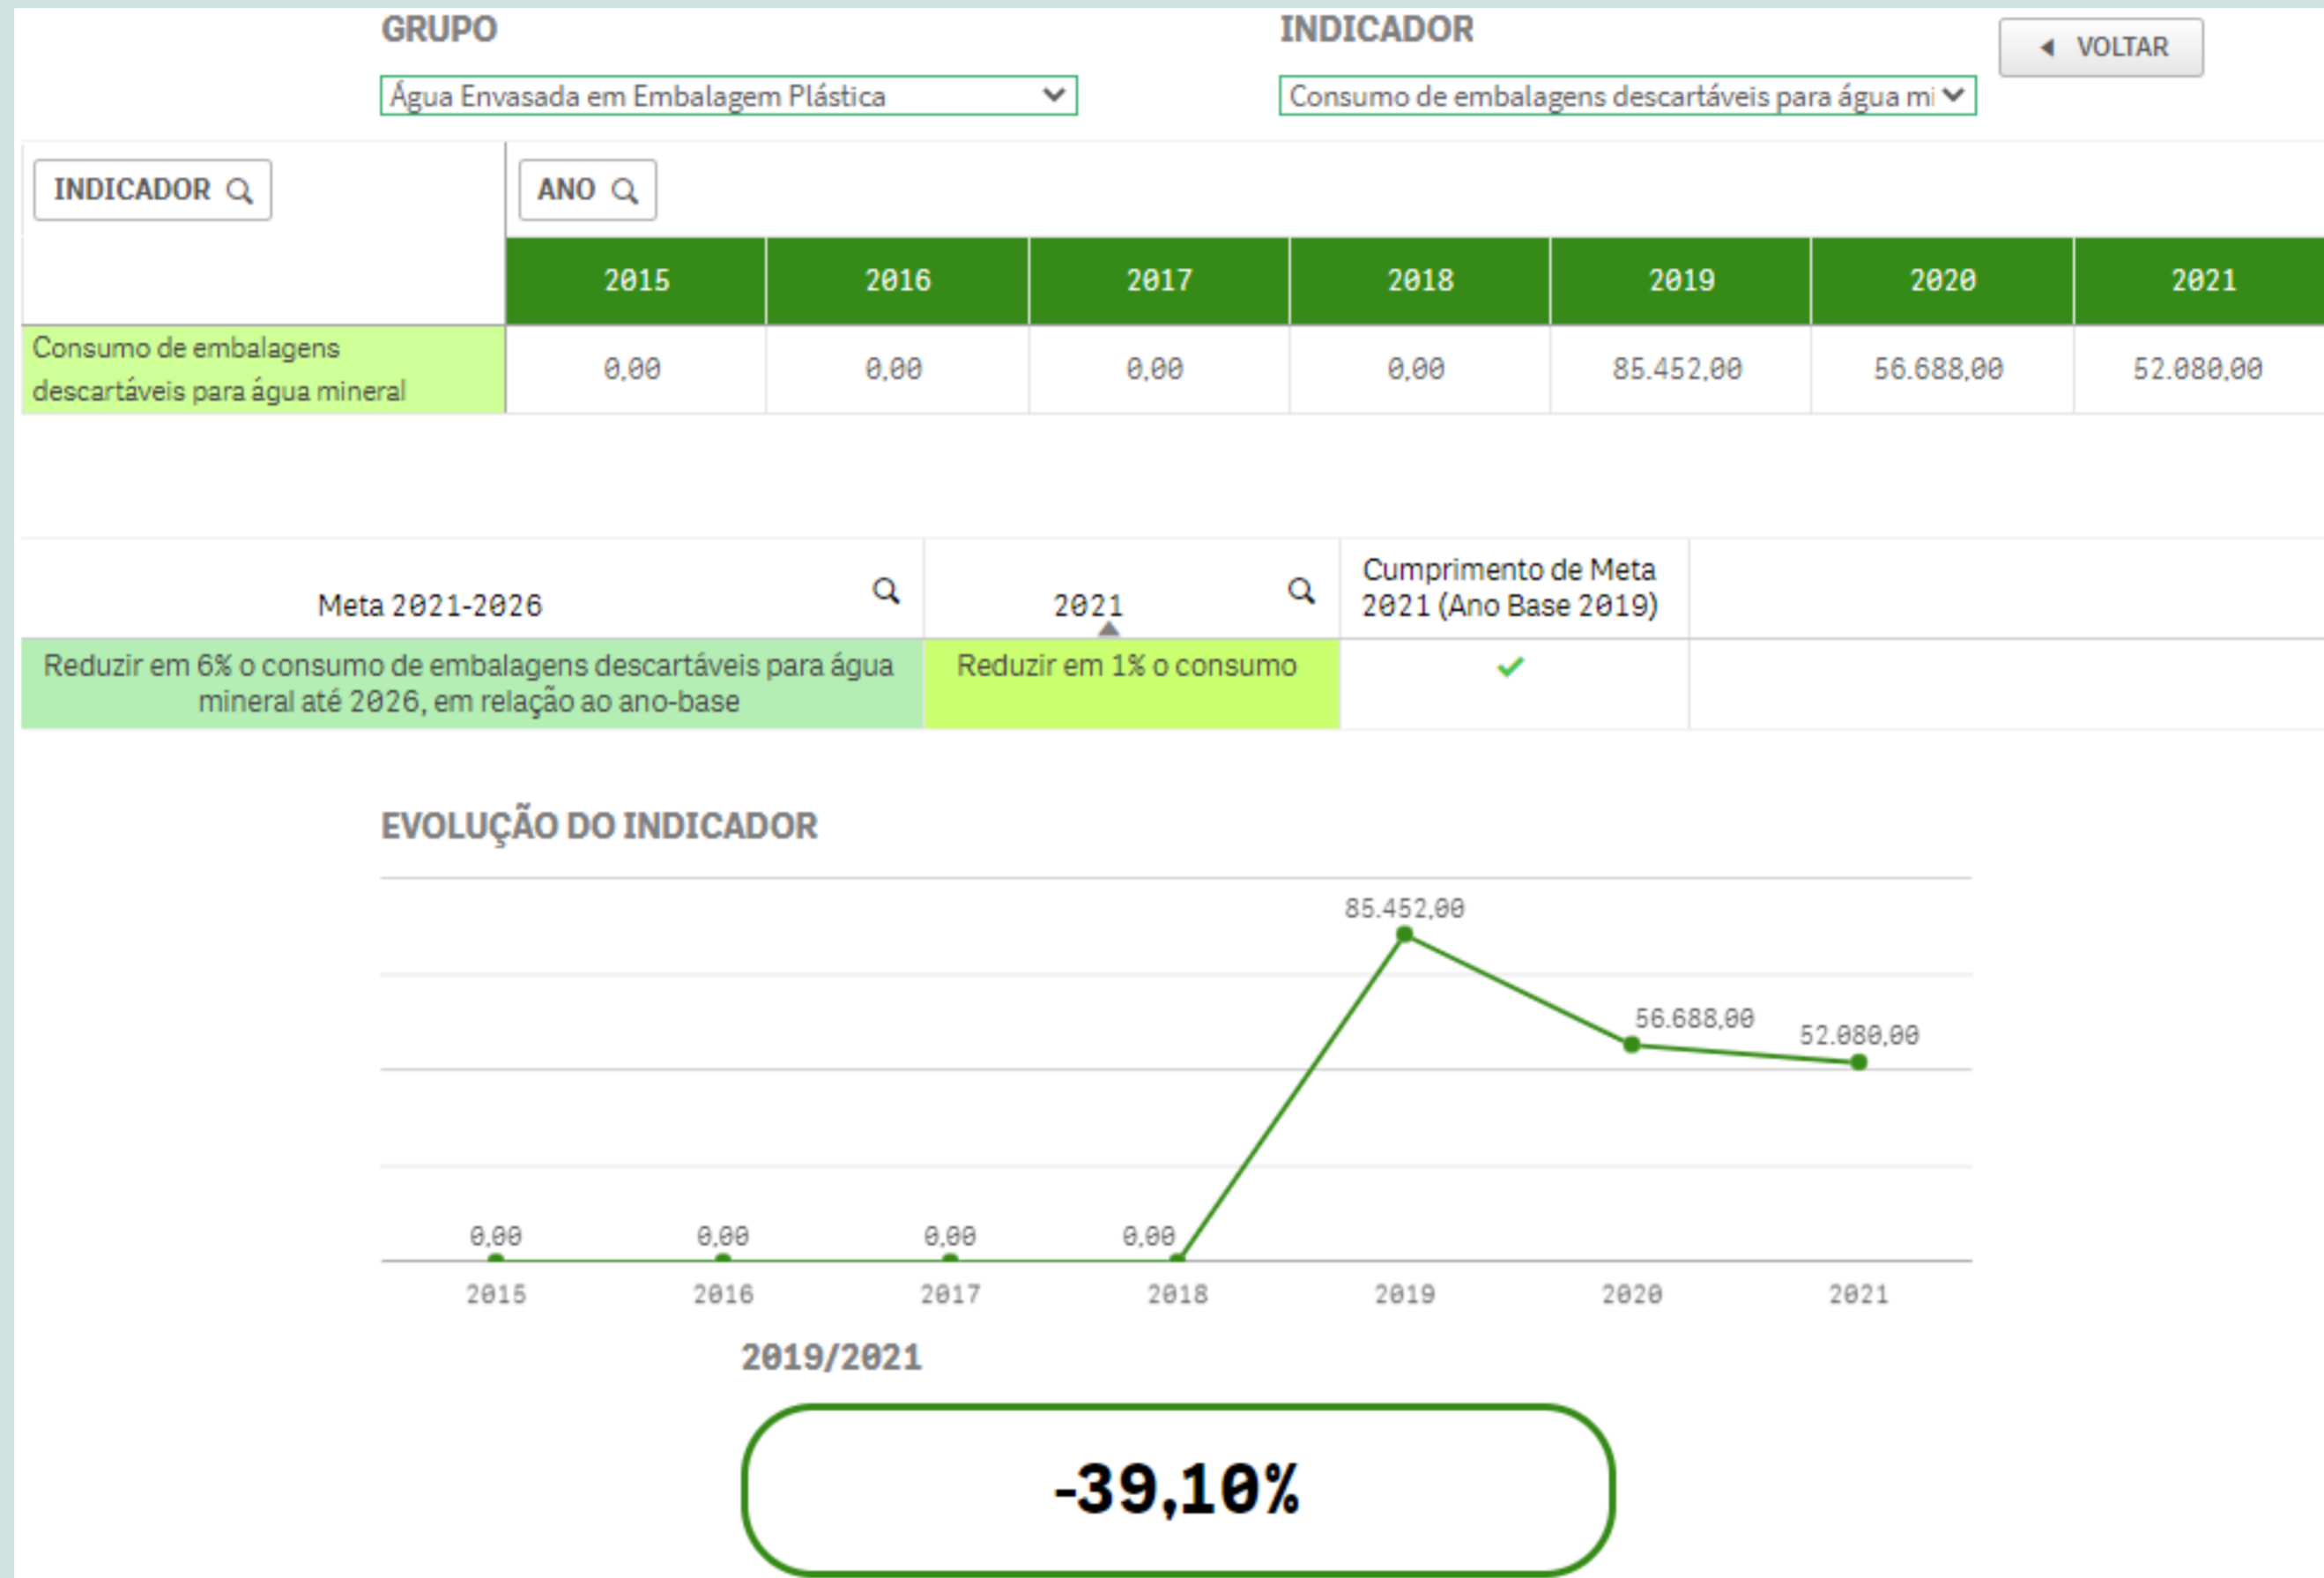 GRUPO
INDICADOR
VOLTAR
Água Envasada em Embalagem Plástica
Consumo de embalagens descartáveis para água mi
INDICADOR
ANO
2015 2016 2017 2018 2019 2020 2021
Consumo de embalagens
descartáveis para água mineral
0,00 0,00 0,00 0,00 85.452,00 56.688,00 52.080,00
Meta 2021-2026
2021
Cumprimento de Meta
2021 (Ano Base 2019)
Reduzir em 6% o consumo de embalagens descartáveis para água
mineral até 2026, em relação ao ano-base
Reduzir em 1% o consumo
EVOLUÇÃO DO INDICADOR
85.452,00
56.688,00
52.080,00
0,00 0,00 0,00 0,00
2015 2016 2017 2018 2019 2020 2021
2019/2021
-39,10%